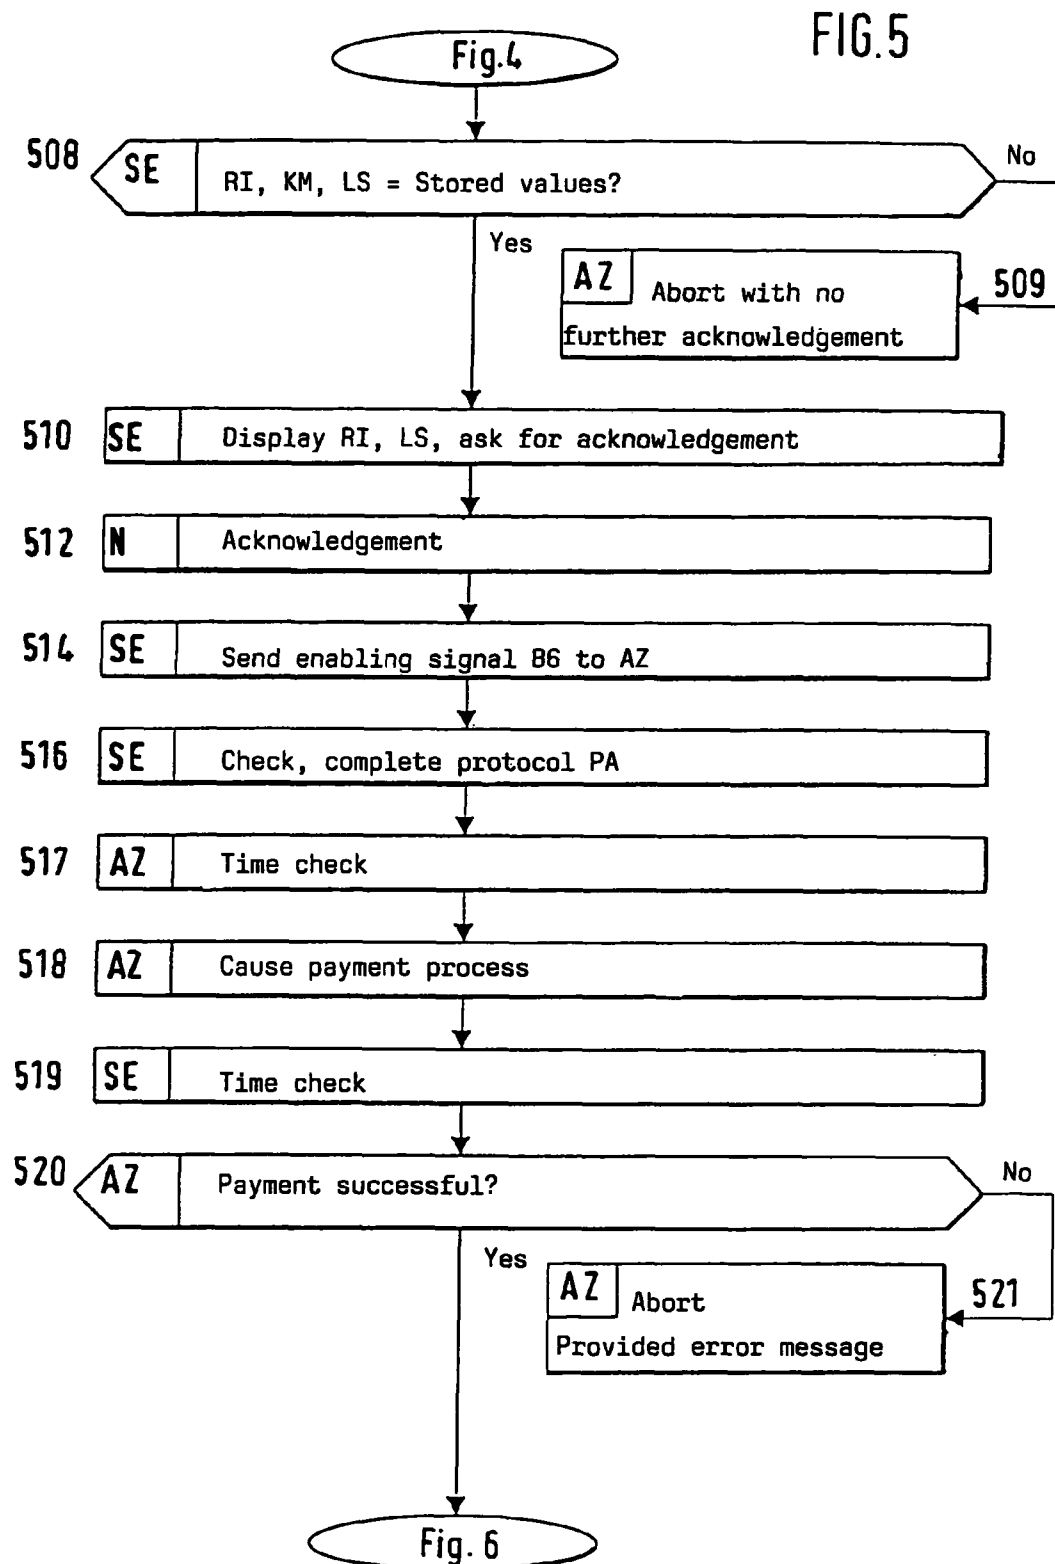 FIG.5
Fig.4
508 SE RI, KM, LS = Stored values? No
Yes
AZ Abort with no 509
further acknowledgement
510 SE Display RI, LS, ask for acknowledgement
512 N Acknowledgement
514 SE Send enabling signal B6 to AZ
516 SE Check, complete protocol PA
517 AZ Time check
518 AZ Cause payment process
519 SE Time check
520 AZ Payment successful? No
Yes
AZ Abort 521
Provided error message
Fig. 6